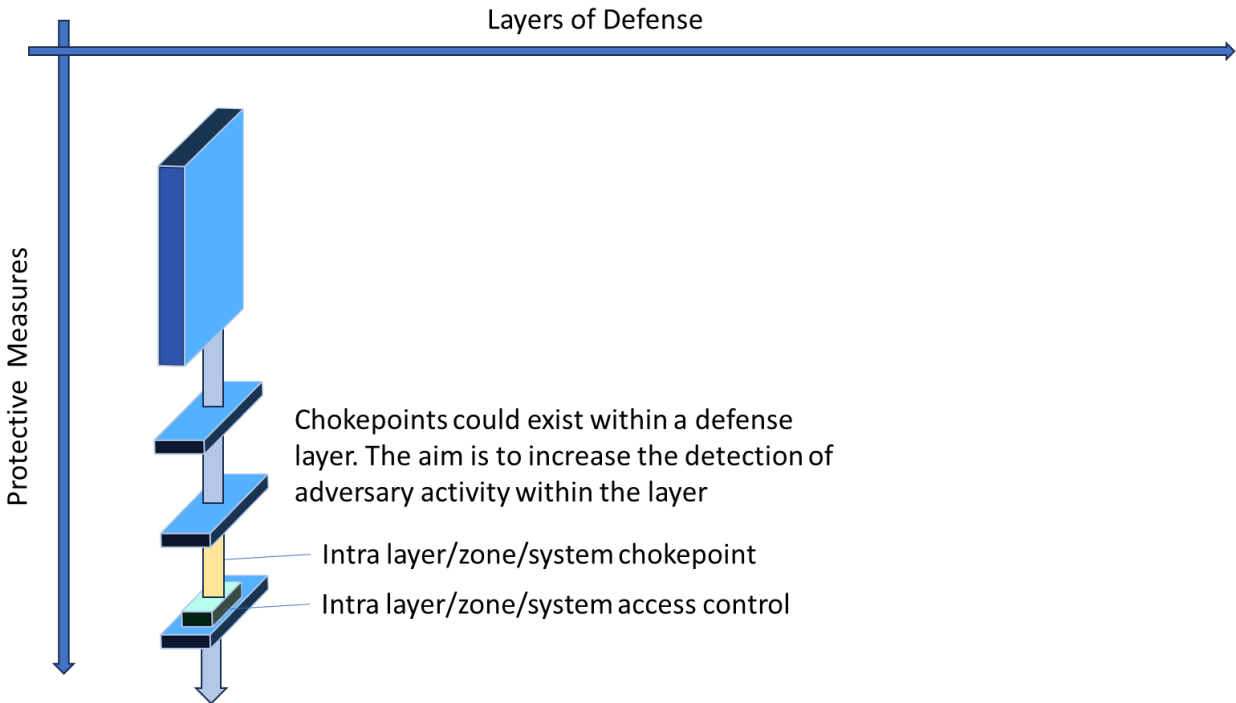 Layers of Defense
Protective Measures
Chokepoints could exist within a defense
layer. The aim is to increase the detection of
adversary activity within the layer
Intra layer/zone/system chokepoint
Intra layer/zone/system access control